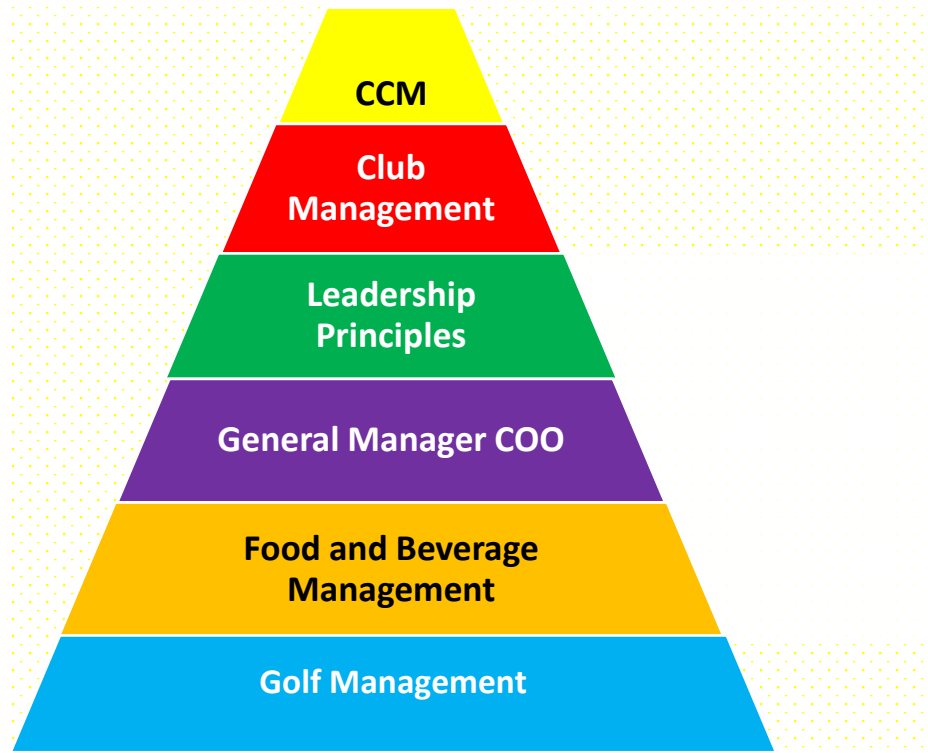 CCM
Club
Management
Leadership
Principles
General Manager COO
Food and Beverage
Management
Golf Management